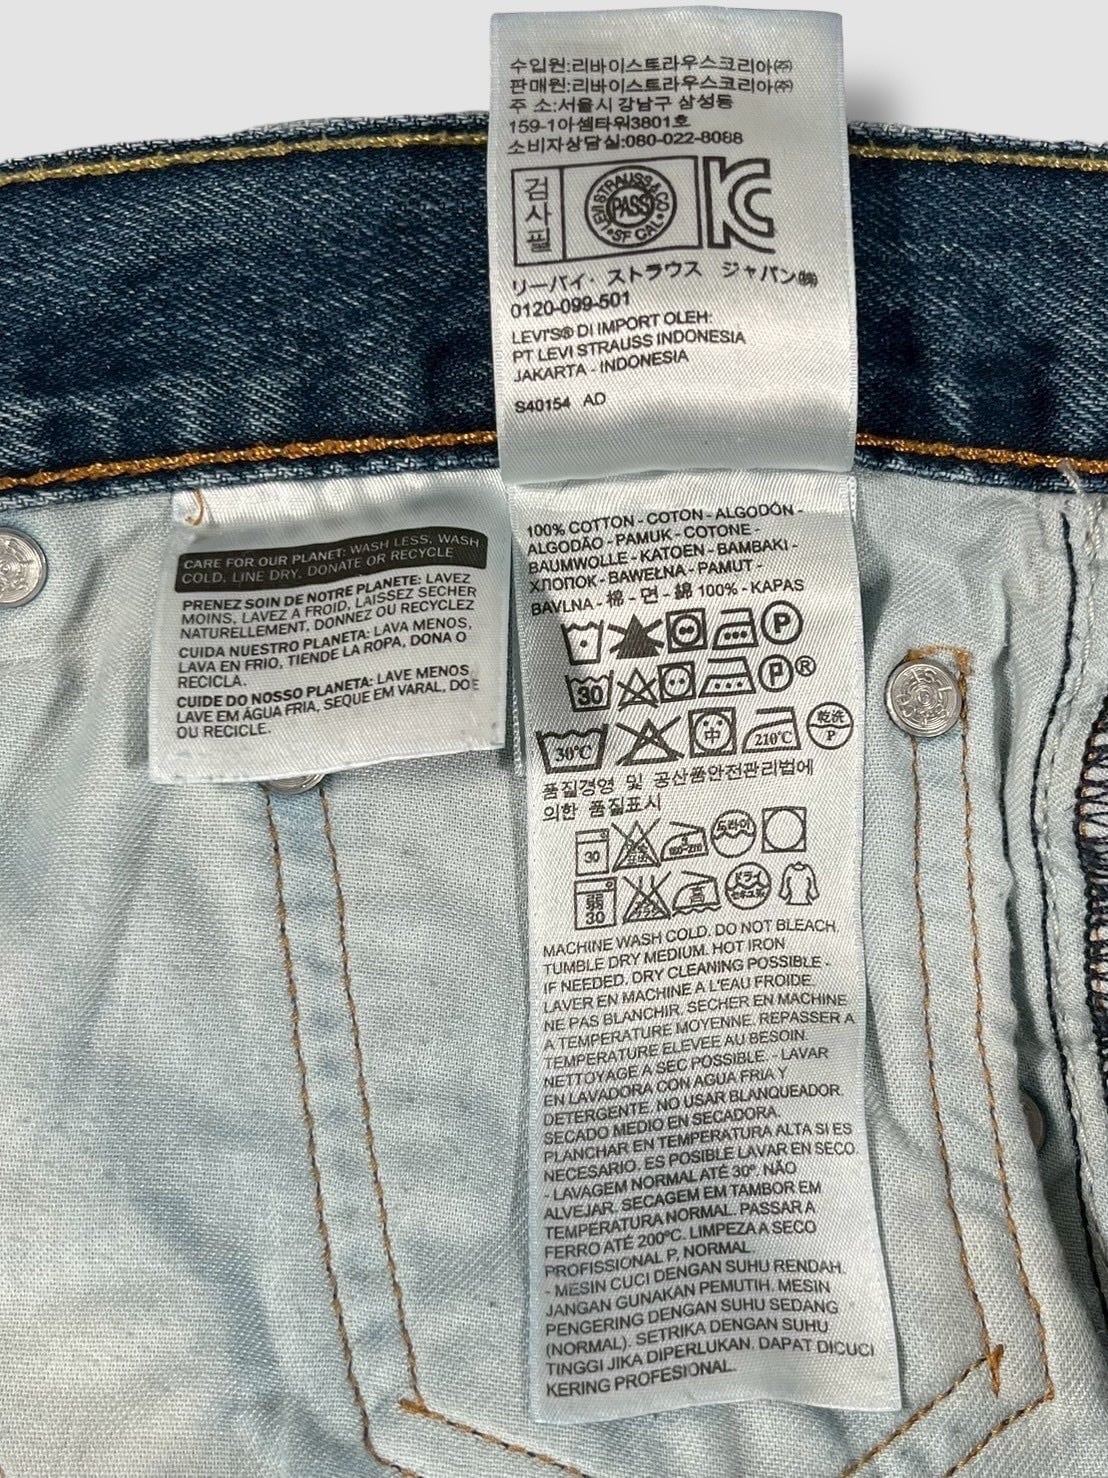 수입원:리바이스트라우스코리아㈜
판매원:리바이스트라우스코리아㈜
주 소:서울시 강남구 삼성동
159-1아셈타워3801호
소비자상담실:080-022-8088
검사필
LEVI STRAUSS & CO
PASS
SF CAL
KC
リーバイ・ストラウス ジャパン㈱
0120-099-501
LEVI'S® DI IMPORT OLEH:
PT LEVI STRAUSS INDONESIA
JAKARTA - INDONESIA
S40154 AD
CARE FOR OUR PLANET: WASH LESS, WASH
COLD, LINE DRY, DONATE OR RECYCLE
PRENEZ SOIN DE NOTRE PLANETE: LAVEZ
MOINS, LAVEZ A FROID, LAISSEZ SECHER
NATURELLEMENT, DONNEZ OU RECYCLEZ
CUIDA NUESTRO PLANETA: LAVA MENOS,
LAVA EN FRIO, TIENDE LA ROPA, DONA O
RECICLA.
CUIDE DO NOSSO PLANETA: LAVE MENOS,
LAVE EM ÁGUA FRIA, SEQUE EM VARAL, DOE
OU RECICLE.
100% COTTON - COTON - ALGODÓN -
ALGODÃO - PAMUK - COTONE -
BAUMWOLLE - KATOEN - BAMBAKI -
ХЛОПОК - BAWEŁNA - PAMUT -
BAVLNA - 棉 - 면 - 綿 100% - KAPAS
P
30 P®
30℃ 中 210℃ 乾洗 P
품질경영 및 공산품안전관리법에
의한 품질표시
30 180~210 드라이
弱 30 高 ドライ
MACHINE WASH COLD. DO NOT BLEACH.
TUMBLE DRY MEDIUM. HOT IRON
IF NEEDED. DRY CLEANING POSSIBLE -
LAVER EN MACHINE A L'EAU FROIDE.
NE PAS BLANCHIR. SECHER EN MACHINE
A TEMPERATURE MOYENNE. REPASSER A
TEMPERATURE ELEVEE AU BESOIN.
NETTOYAGE A SEC POSSIBLE. - LAVAR
EN LAVADORA CON AGUA FRIA Y
DETERGENTE. NO USAR BLANQUEADOR.
SECADO MEDIO EN SECADORA.
PLANCHAR EN TEMPERATURA ALTA SI ES
NECESARIO. ES POSIBLE LAVAR EN SECO.
- LAVAGEM NORMAL ATÉ 30º. NÃO
ALVEJAR. SECAGEM EM TAMBOR EM
TEMPERATURA NORMAL. PASSAR A
FERRO ATÉ 200ºC. LIMPEZA A SECO
PROFISSIONAL P, NORMAL
- MESIN CUCI DENGAN SUHU RENDAH.
JANGAN GUNAKAN PEMUTIH. MESIN
PENGERING DENGAN SUHU SEDANG
(NORMAL). SETRIKA DENGAN SUHU
TINGGI JIKA DIPERLUKAN. DAPAT DICUCI
KERING PROFESIONAL.